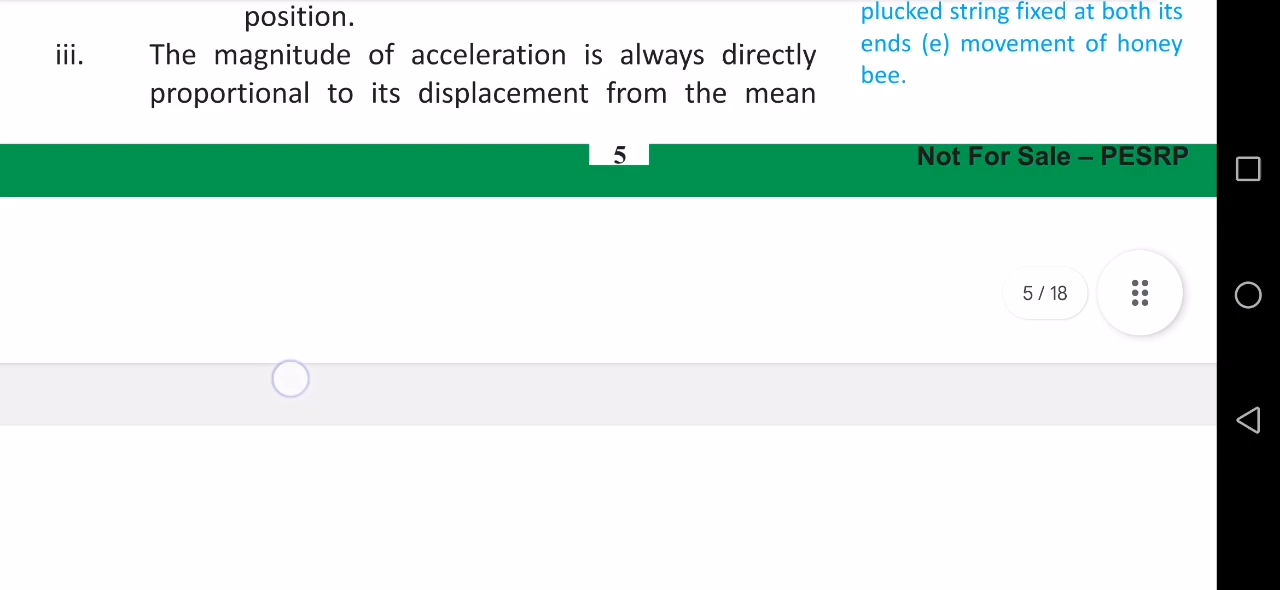 position.
iii. The magnitude of acceleration is always directly
proportional to its displacement from the mean
plucked string fixed at both its
ends (e) movement of honey
bee.
5
Not For Sale – PESRP
5 / 18